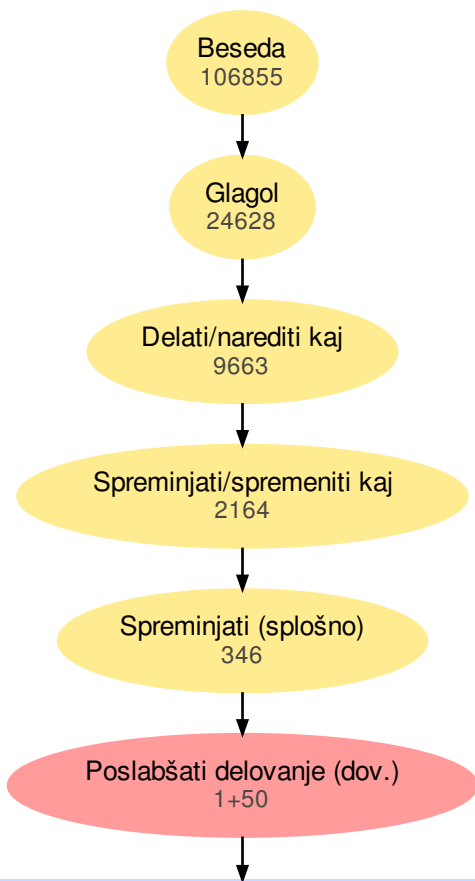 Beseda
106855
Glagol
24628
Delati/narediti kaj
9663
Spreminjati/spremeniti kaj
2164
Spreminjati (splošno)
346
Poslabšati delovanje (dov.)
1+50